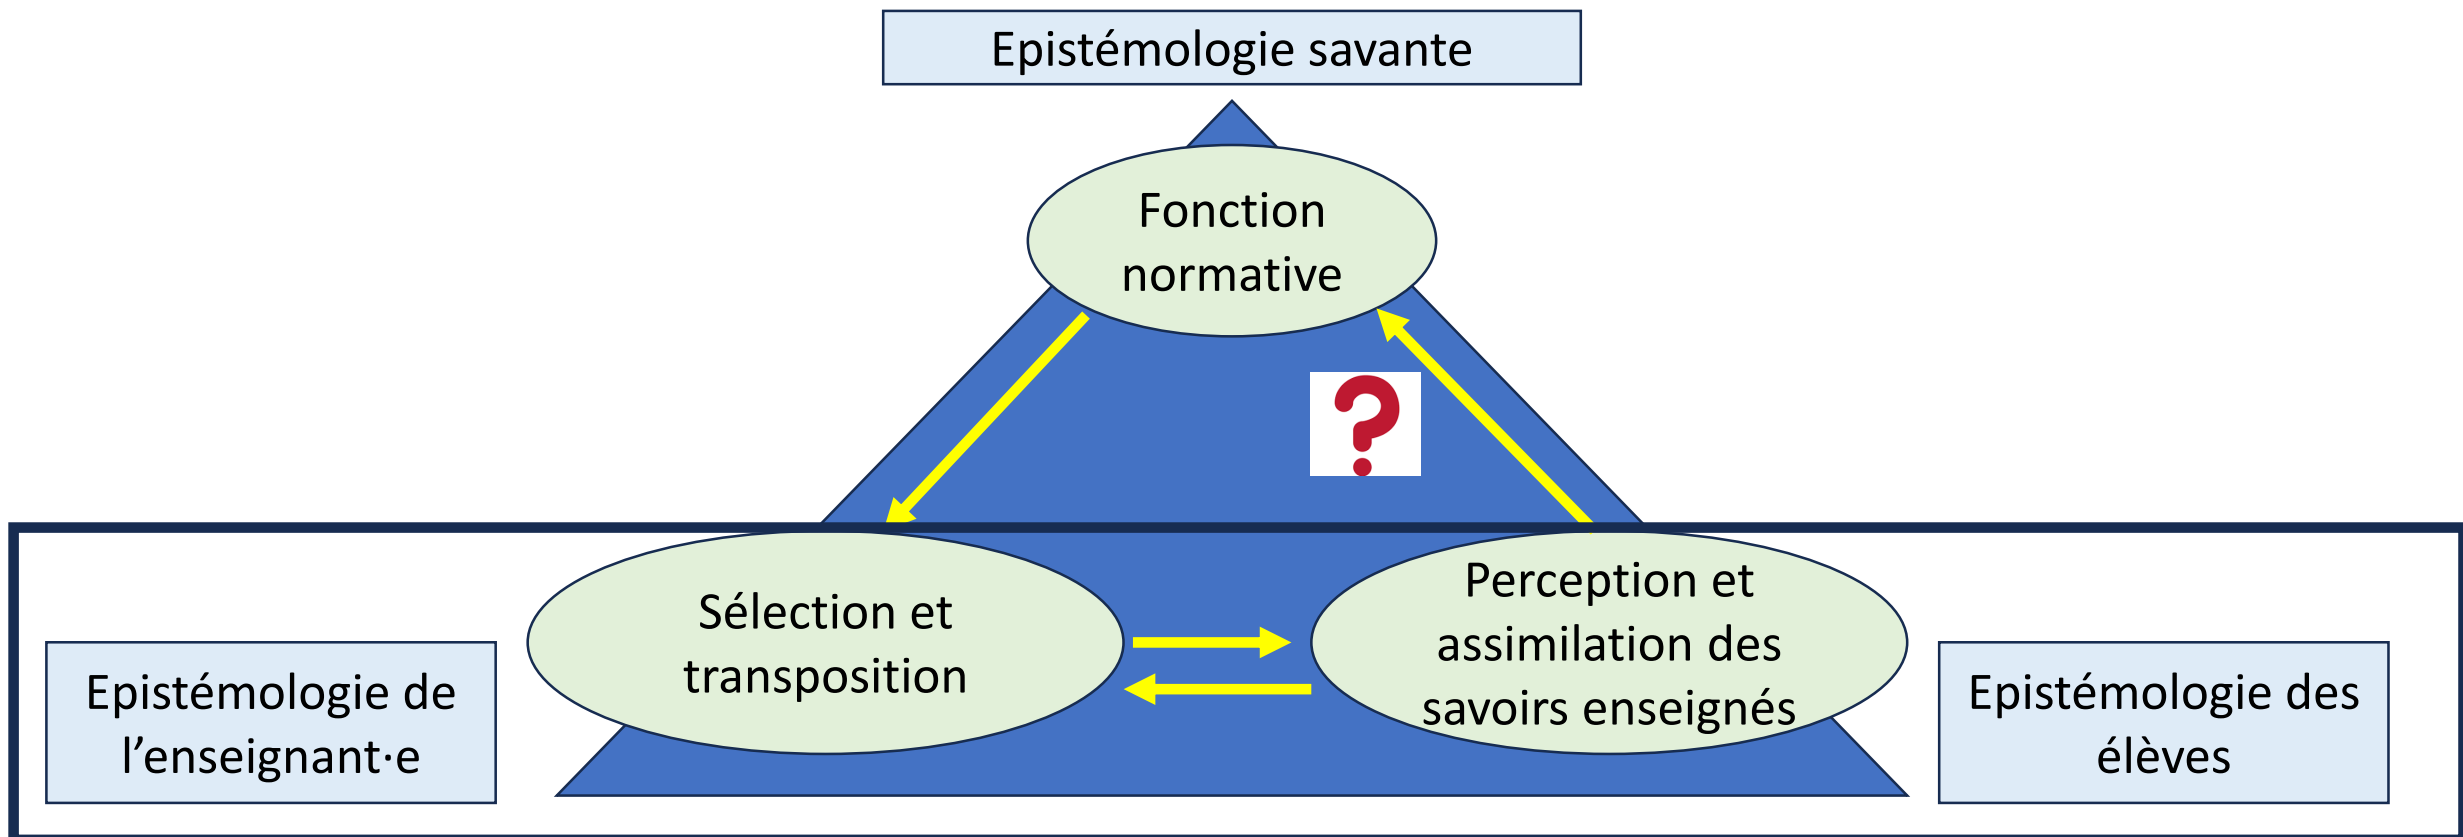 Epistémologie savante
Fonction
normative
?
Sélection et
transposition
Perception et
assimilation des
savoirs enseignés
Epistémologie de
l’enseignant·e
Epistémologie des
élèves